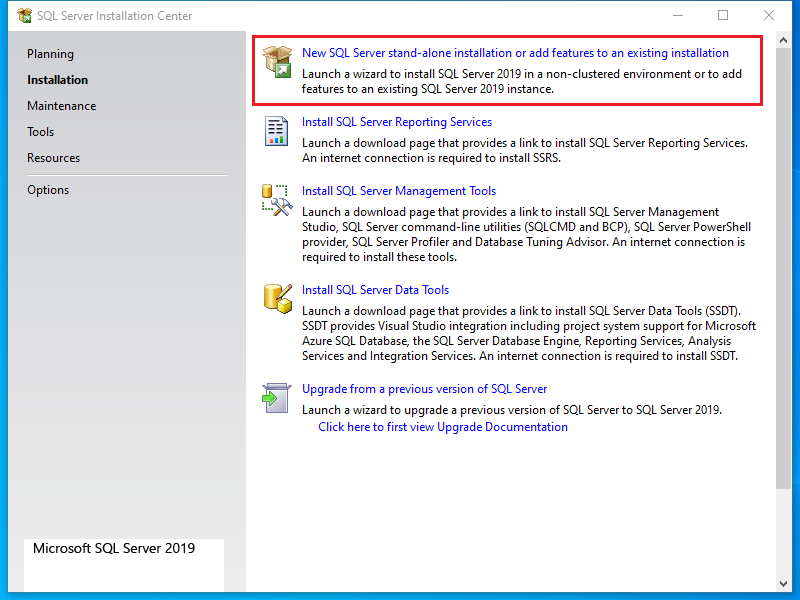 SQL Server Installation Center
Planning
Installation
Maintenance
Tools
Resources
Options
Microsoft SQL Server 2019
New SQL Server stand-alone installation or add features to an existing installation
Launch a wizard to install SQL Server 2019 in a non-clustered environment or to add
features to an existing SQL Server 2019 instance.
Install SQL Server Reporting Services
Launch a download page that provides a link to install SQL Server Reporting Services.
An internet connection is required to install SSRS.
Install SQL Server Management Tools
Launch a download page that provides a link to install SQL Server Management
Studio, SQL Server command-line utilities (SQLCMD and BCP), SQL Server PowerShell
provider, SQL Server Profiler and Database Tuning Advisor. An internet connection is
required to install these tools.
Install SQL Server Data Tools
Launch a download page that provides a link to install SQL Server Data Tools (SSDT).
SSDT provides Visual Studio integration including project system support for Microsoft
Azure SQL Database, the SQL Server Database Engine, Reporting Services, Analysis
Services and Integration Services. An internet connection is required to install SSDT.
Upgrade from a previous version of SQL Server
Launch a wizard to upgrade a previous version of SQL Server to SQL Server 2019.
Click here to first view Upgrade Documentation